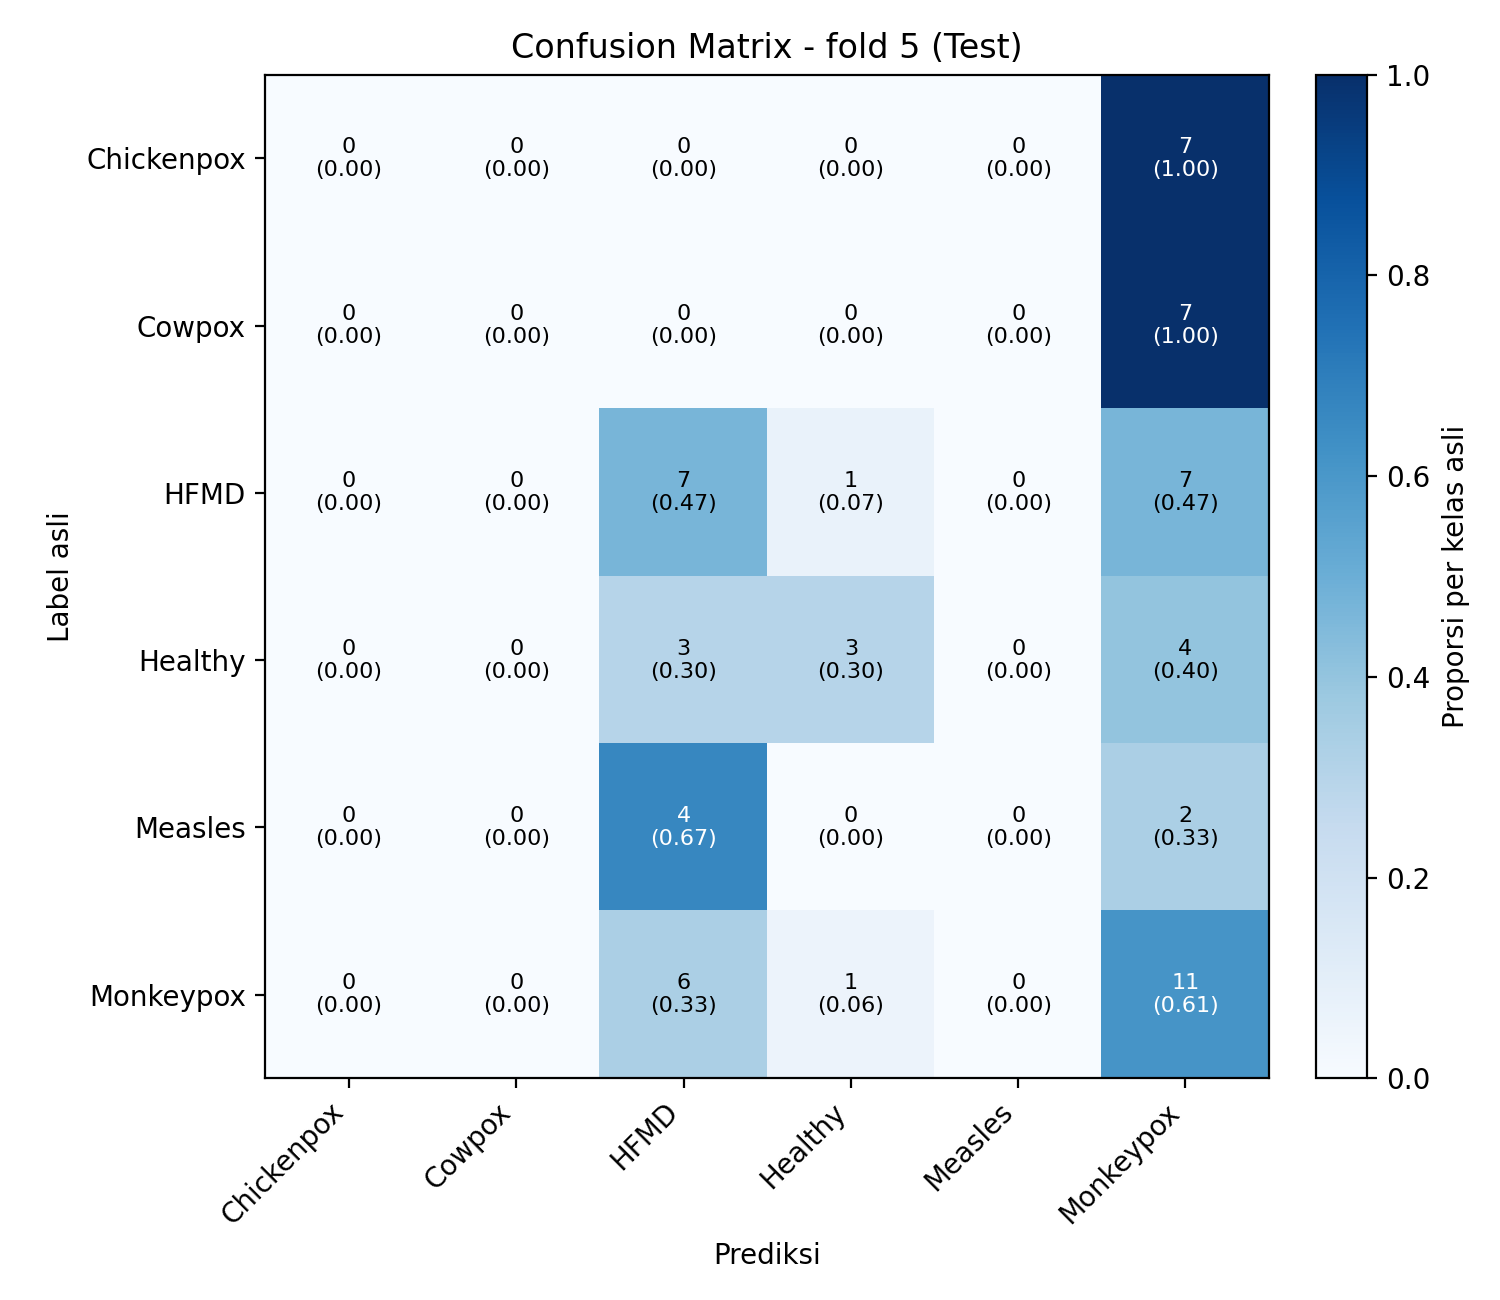 Confusion Matrix - fold 5 (Test)
Label asli
Chickenpox
0 0 0 0 0 7
(0.00) (0.00) (0.00) (0.00) (0.00) (1.00)
Cowpox
0 0 0 0 0 7
(0.00) (0.00) (0.00) (0.00) (0.00) (1.00)
HFMD
0 0 7 1 0 7
(0.00) (0.00) (0.47) (0.07) (0.00) (0.47)
Healthy
0 0 3 3 0 4
(0.00) (0.00) (0.30) (0.30) (0.00) (0.40)
Measles
0 0 4 0 0 2
(0.00) (0.00) (0.67) (0.00) (0.00) (0.33)
Monkeypox
0 0 6 1 0 11
(0.00) (0.00) (0.33) (0.06) (0.00) (0.61)
Chickenpox
Cowpox
HFMD
Healthy
Measles
Monkeypox
Prediksi
1.0
0.8
0.6
0.4
0.2
0.0
Proporsi per kelas asli